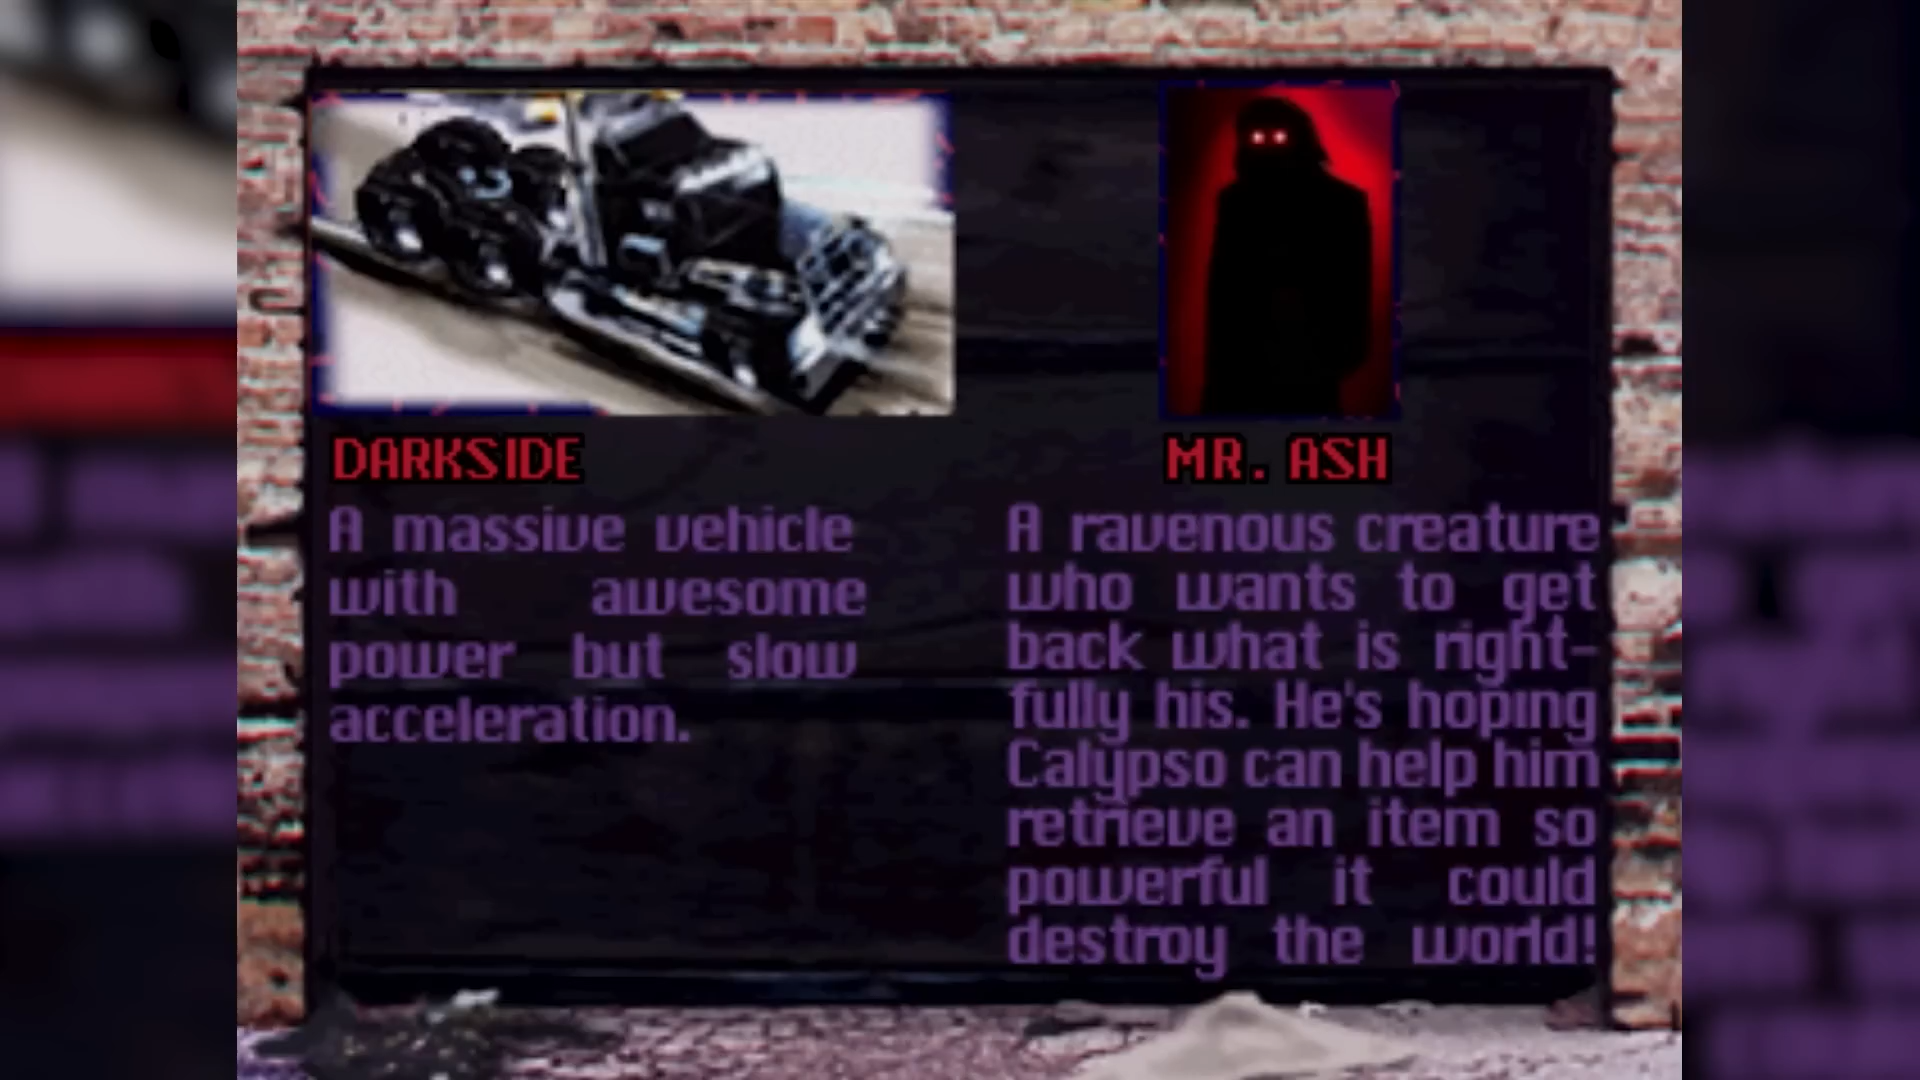 DARKSIDE
A massive vehicle
with awesome
power but slow
acceleration.
MR. ASH
A ravenous creature
who wants to get
back what is right-
fully his. He's hoping
Calypso can help him
retrieve an item so
powerful it could
destroy the world!